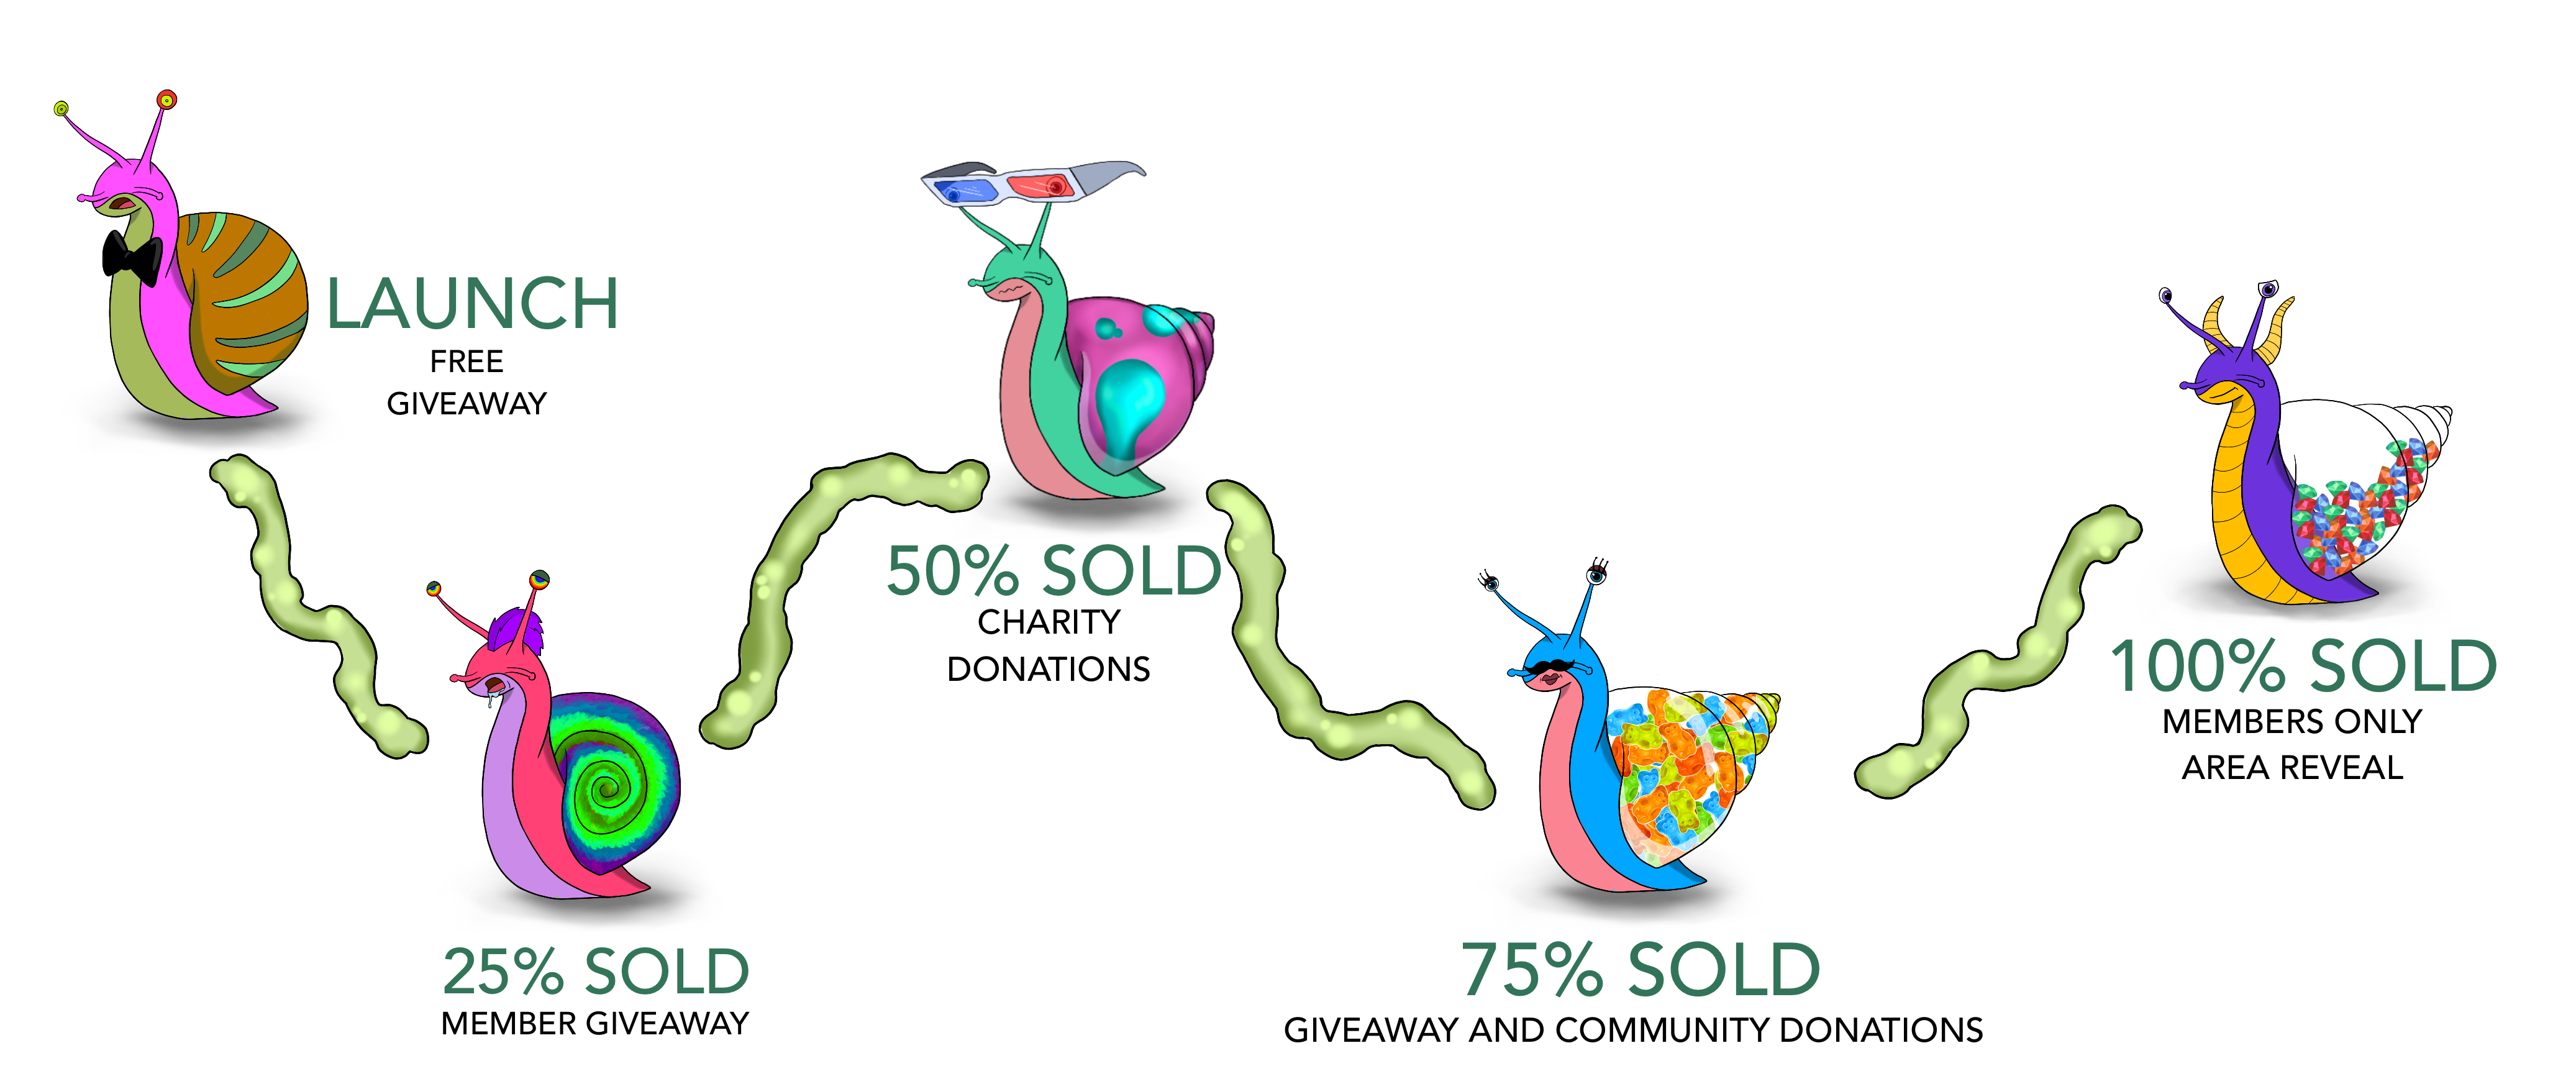 LAUNCH
FREE
GIVEAWAY
25% SOLD
MEMBER GIVEAWAY
50% SOLD
CHARITY
DONATIONS
75% SOLD
GIVEAWAY AND COMMUNITY DONATIONS
100% SOLD
MEMBERS ONLY
AREA REVEAL